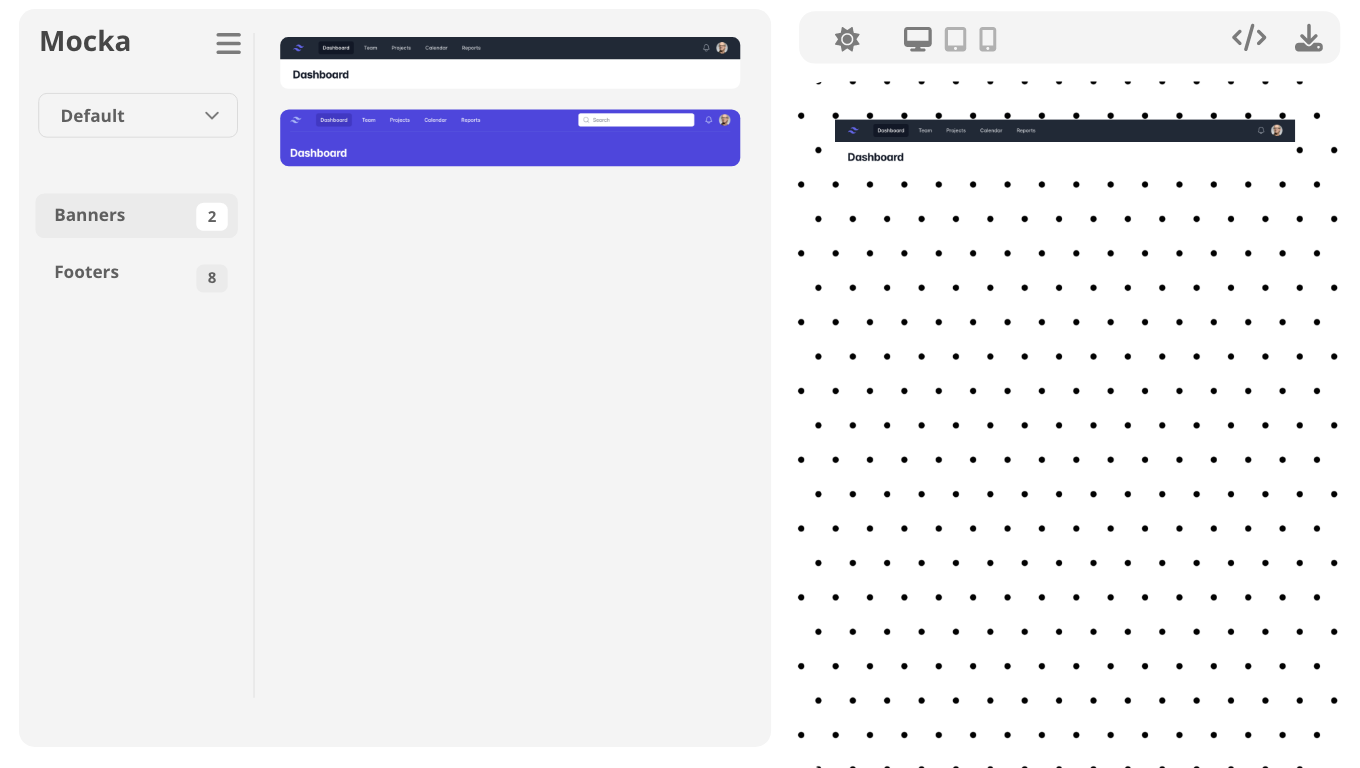 Mocka
Default
Banners 2
Footers 8
Dashboard Team Projects Calendar Reports
Dashboard
Dashboard Team Projects Calendar Reports Search
Dashboard
Dashboard Team Projects Calendar Reports
Dashboard